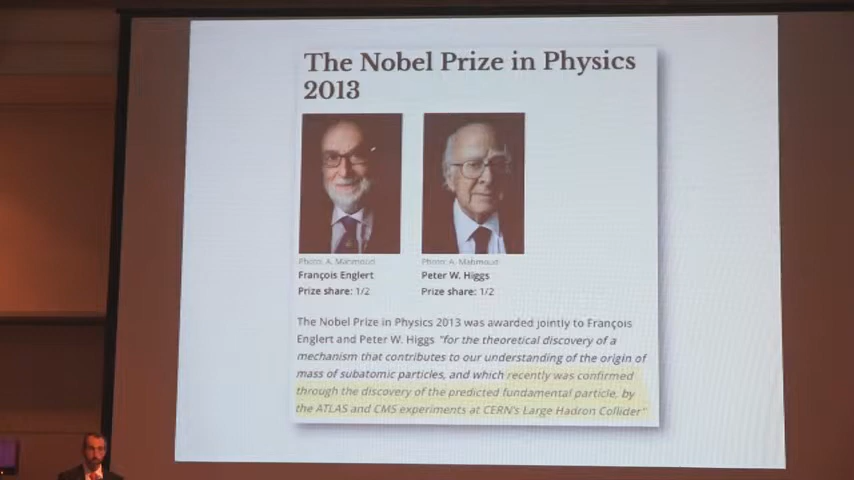 The Nobel Prize in Physics
2013
Photo: A. Mahmoud
Photo: A. Mahmoud
François Englert
Peter W. Higgs
Prize share: 1/2
Prize share: 1/2
The Nobel Prize in Physics 2013 was awarded jointly to François
Englert and Peter W. Higgs "for the theoretical discovery of a
mechanism that contributes to our understanding of the origin of
mass of subatomic particles, and which recently was confirmed
through the discovery of the predicted fundamental particle, by
the ATLAS and CMS experiments at CERN's Large Hadron Collider"